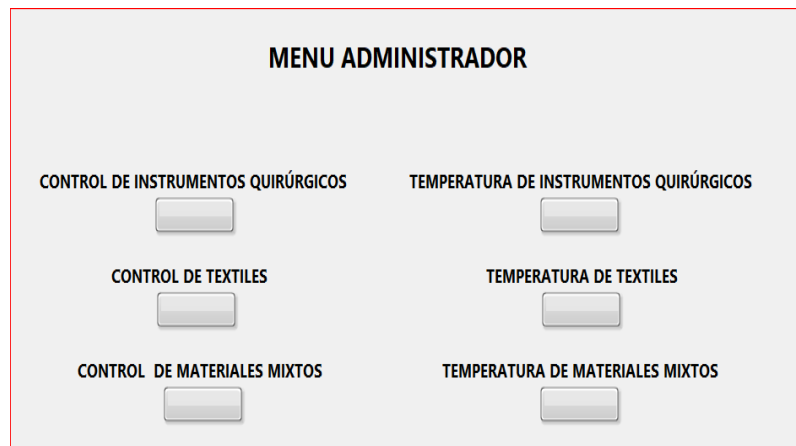 MENU ADMINISTRADOR
CONTROL DE INSTRUMENTOS QUIRÚRGICOS
TEMPERATURA DE INSTRUMENTOS QUIRÚRGICOS
CONTROL DE TEXTILES
TEMPERATURA DE TEXTILES
CONTROL  DE MATERIALES MIXTOS
TEMPERATURA DE MATERIALES MIXTOS